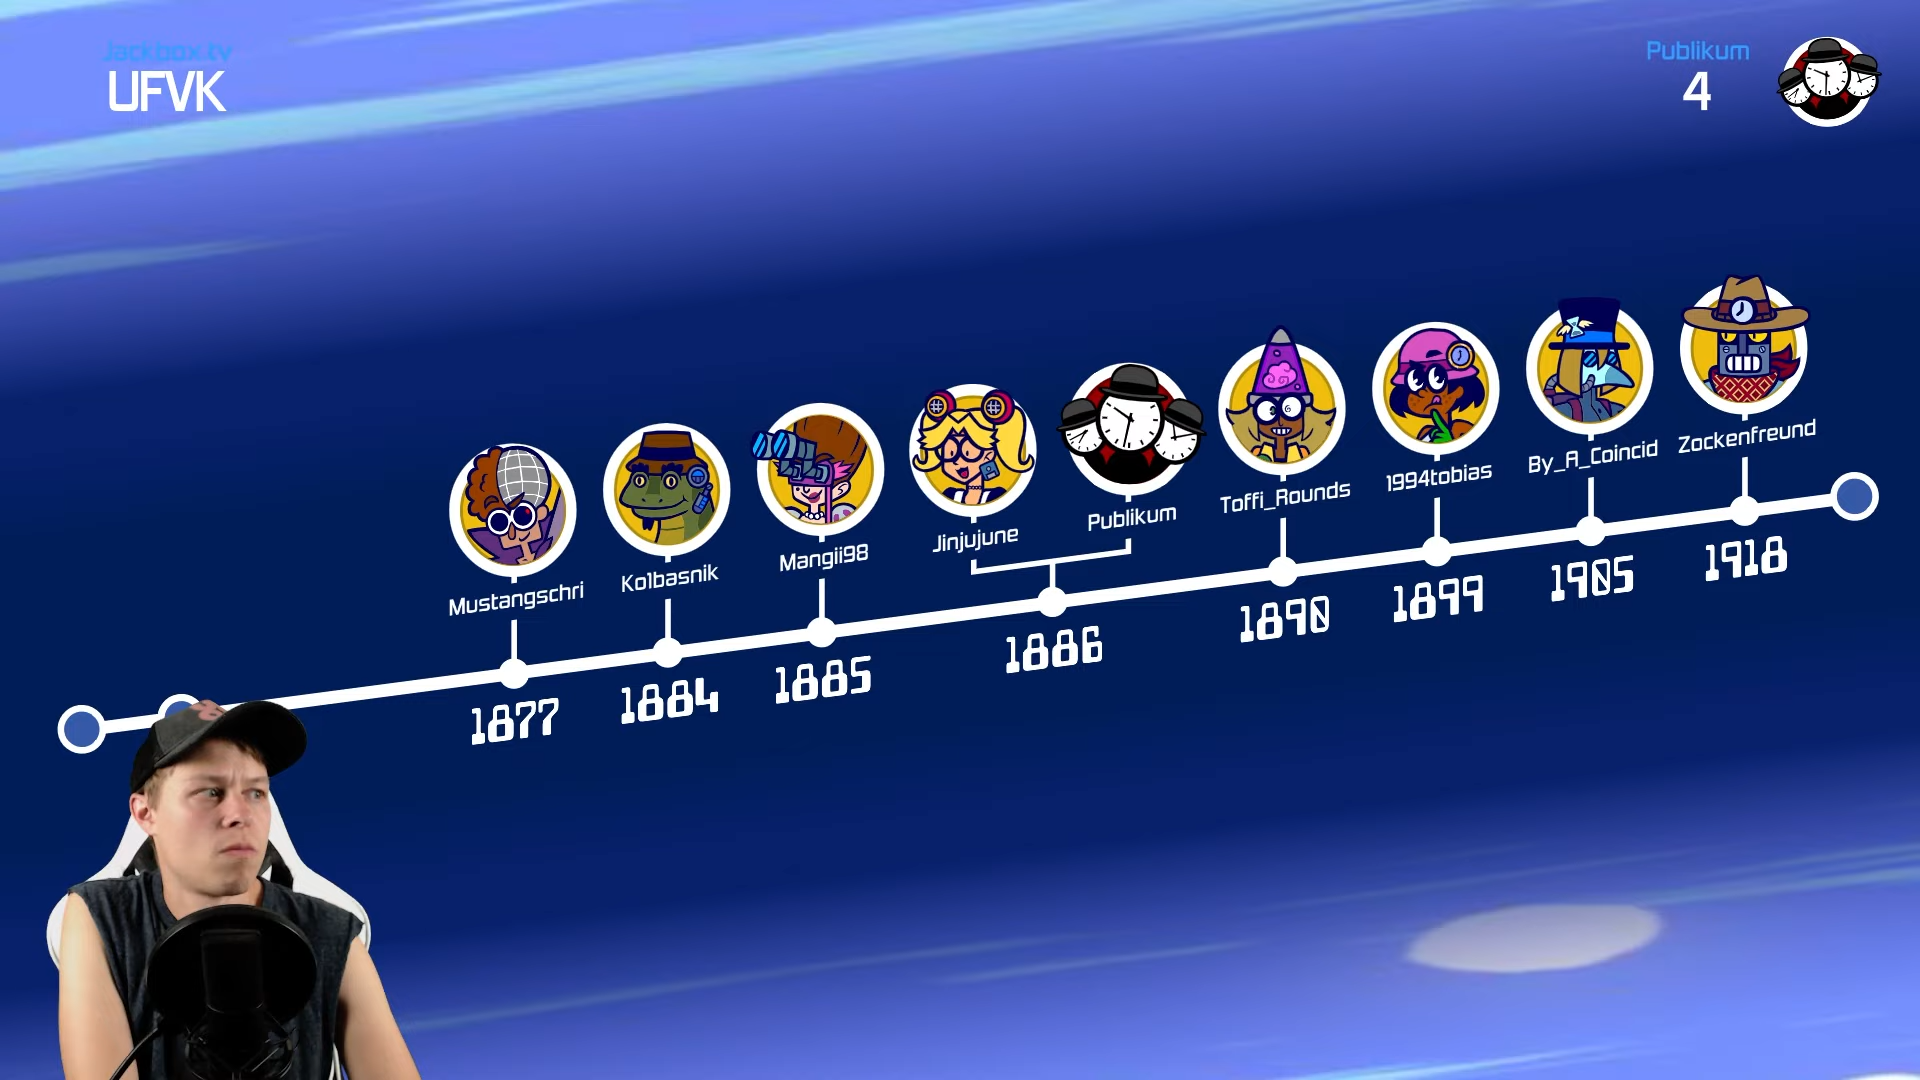 Jackbox.tv
UFVK
Publikum
4
Mustangschri
Kolbasnik
Mangii98
Jinjujune
Publikum
Toffi_Rounds
1994tobias
By_A_Coincid
Zockenfreund
1877
1884
1885
1886
1890
1899
1905
1918